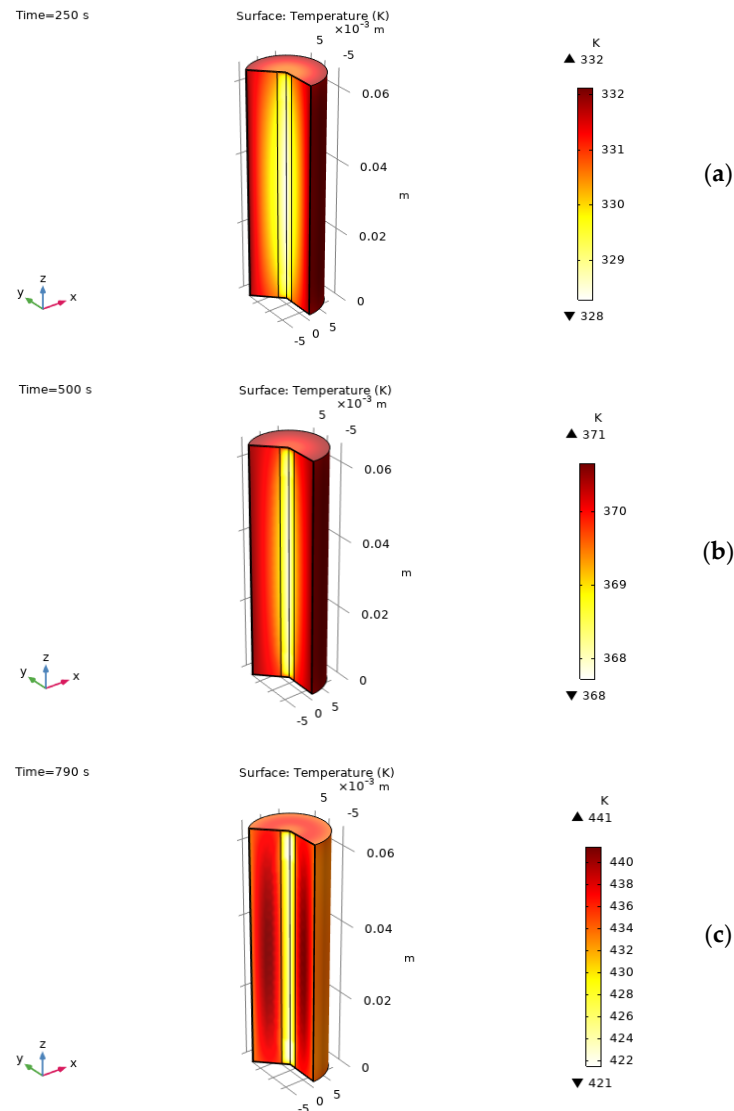 Time=250 s
Surface: Temperature (K)
×10⁻³ m
5
-5
0.06
0.04
m
0.02
0
5
0
-5
y z x
K
▲ 332
332
331
330
329
▼ 328
(a)
Time=500 s
Surface: Temperature (K)
×10⁻³ m
5
-5
0.06
0.04
m
0.02
0
5
0
-5
y z x
K
▲ 371
370
369
368
▼ 368
(b)
Time=790 s
Surface: Temperature (K)
×10⁻³ m
5
-5
0.06
0.04
m
0.02
0
5
0
-5
y z x
K
▲ 441
440
438
436
434
432
430
428
426
424
422
▼ 421
(c)